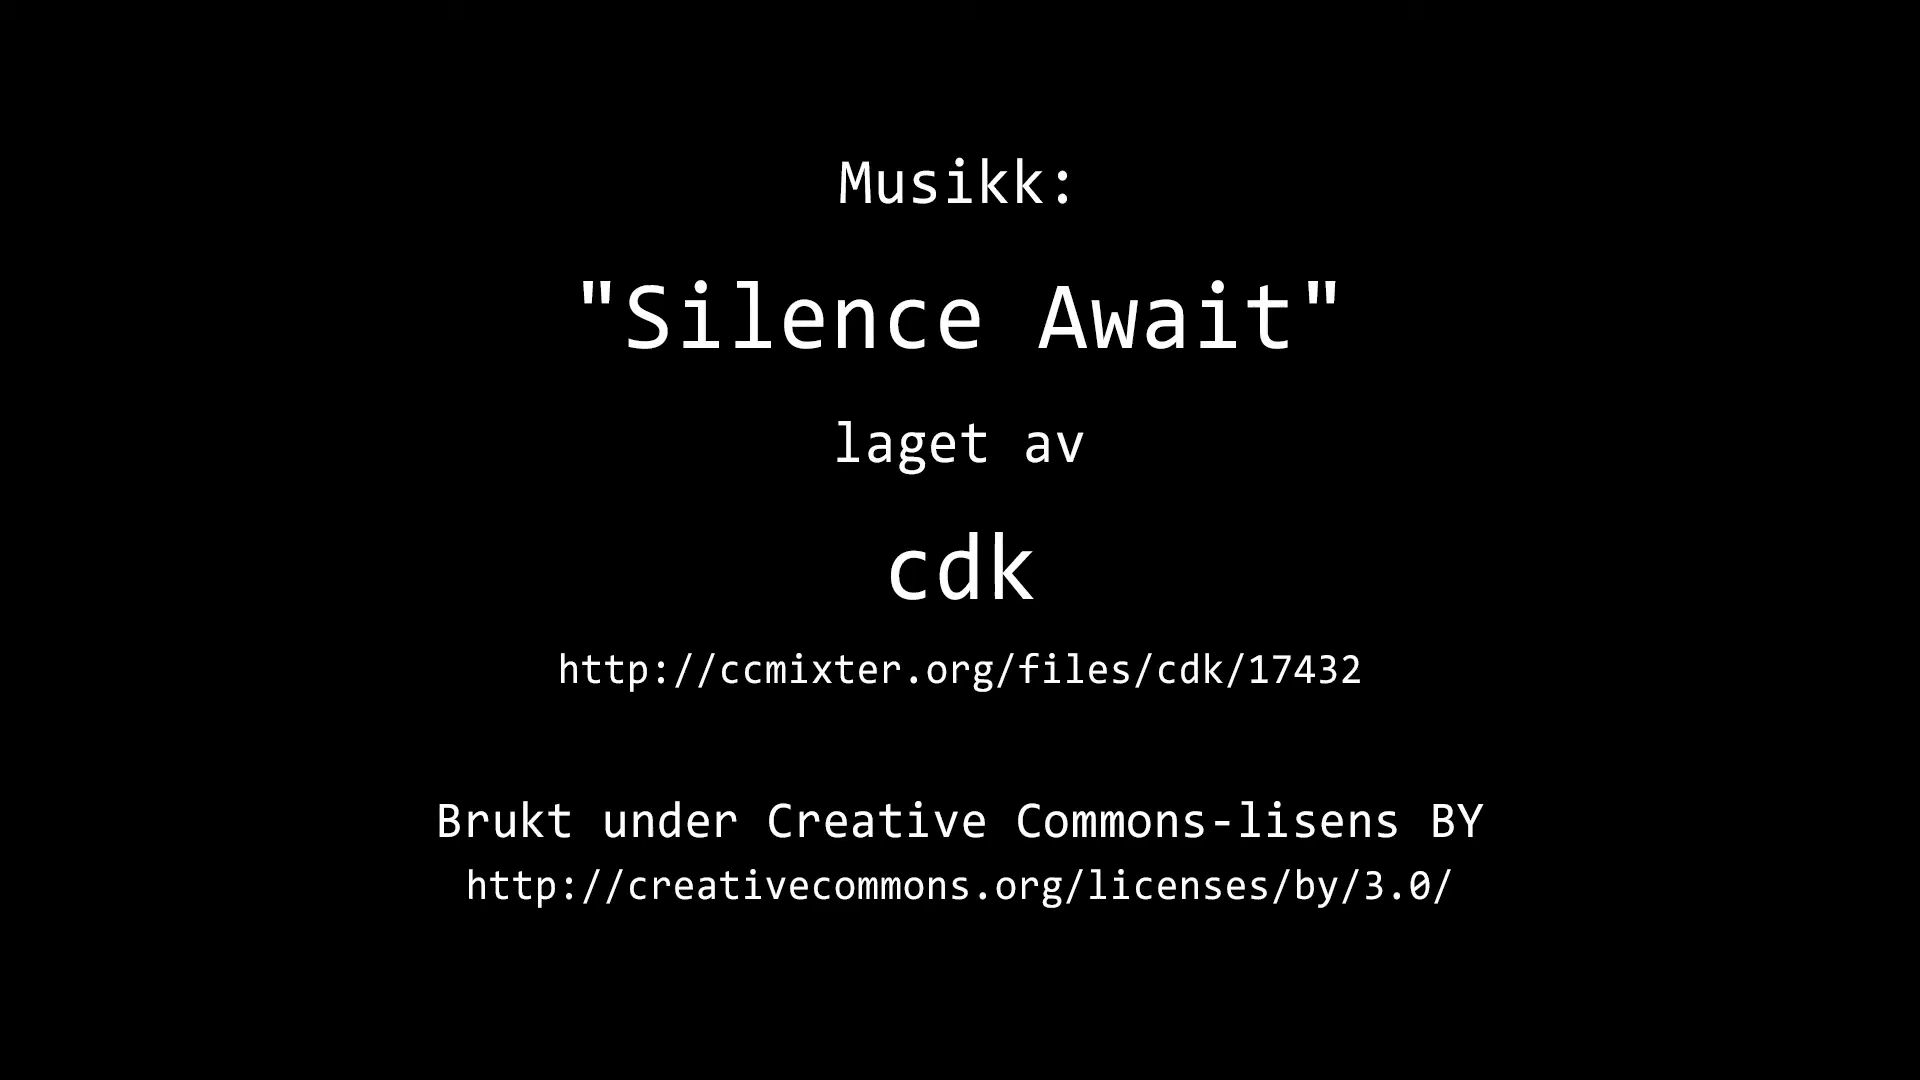 Musikk:
"Silence Await"
laget av
cdk
http://ccmixter.org/files/cdk/17432
Brukt under Creative Commons-lisens BY
http://creativecommons.org/licenses/by/3.0/